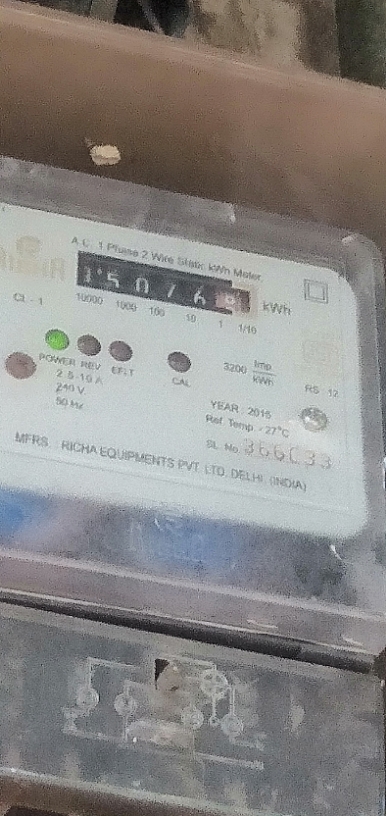 A.C. 1 Phase 2 Wire Static kWh Meter
15076 kWh
CL - 1 10000 1000 100 10 1 1/10
POWER REV EFLT CAL
3200 Imp/kWh
2.5-10 A
240 V
50 Hz
RS : 12
YEAR : 2015
Ref. Temp. - 27°C
SL. No.
MFRS. : RICHA EQUIPMENTS PVT. LTD. DELHI (INDIA)